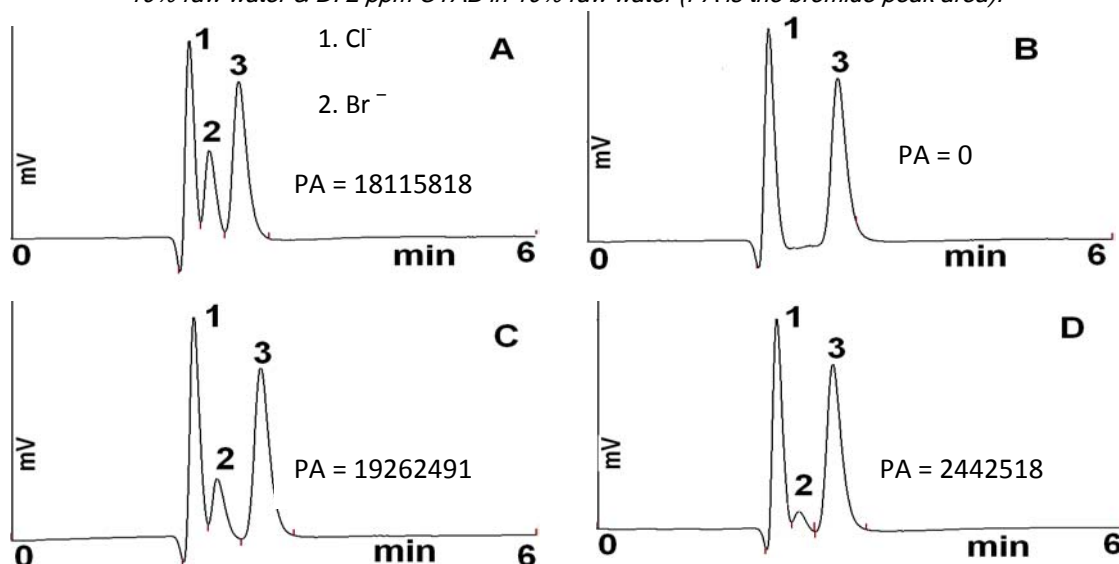 10% raw water & D: 2 ppm CTAB in 10% raw water (PA is the bromide peak area).
1
3
2
1. Cl⁻
2. Br ⁻
PA = 18115818
A
mV
0
min
6
1
3
B
PA = 0
mV
0
min
6
1
3
2
C
PA = 19262491
mV
0
min
6
1
3
2
D
PA = 2442518
mV
0
min
6